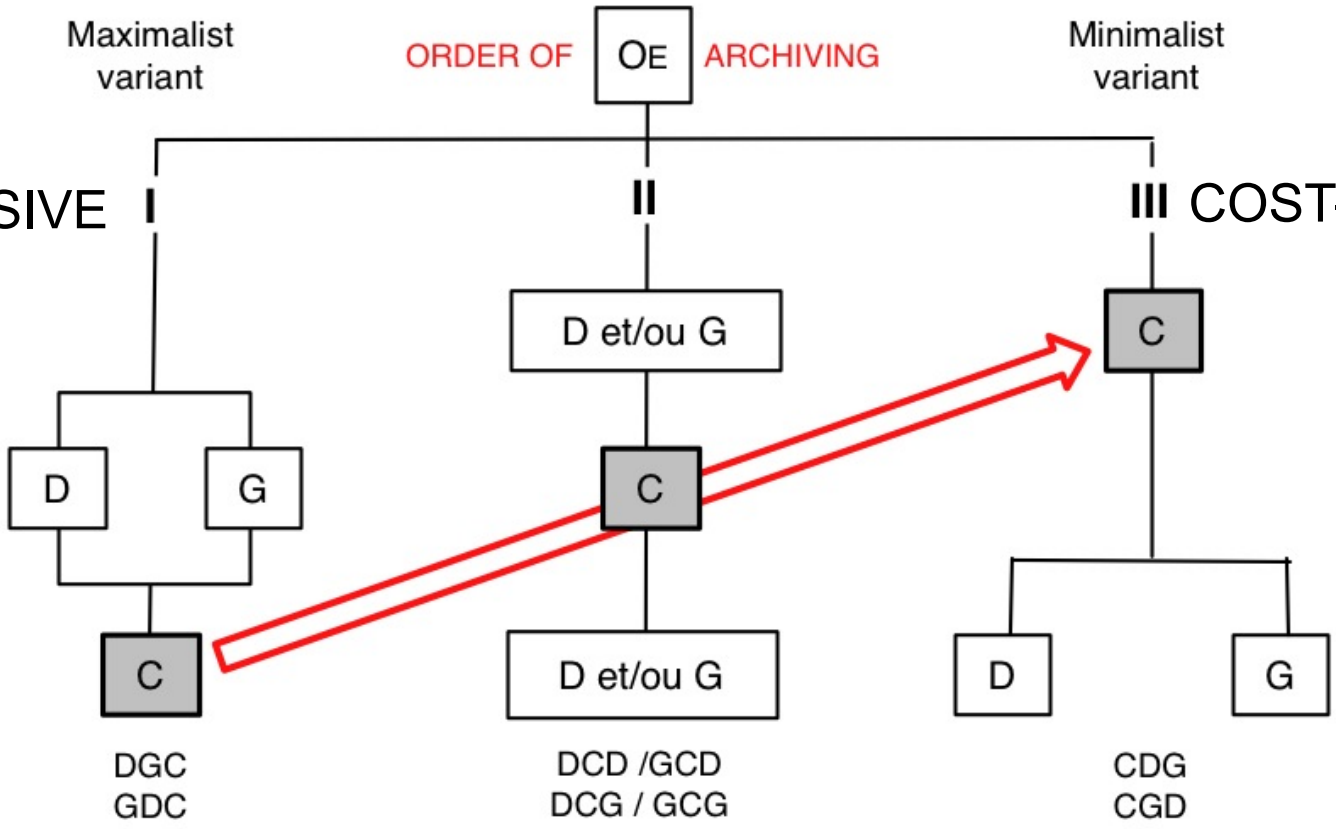 Maximalist
variant
ORDER OF OE ARCHIVING
Minimalist
variant
SIVE I
II
III COST-
D et/ou G
C
D
G
C
C
D et/ou G
D
G
DGC
GDC
DCD /GCD
DCG / GCG
CDG
CGD